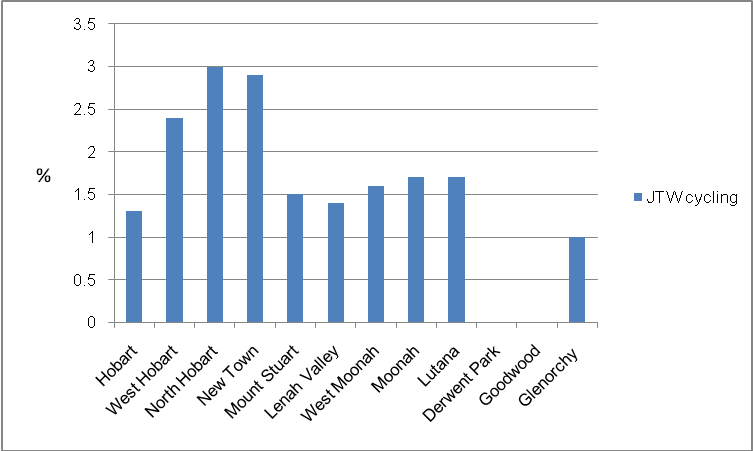 3.5
3
2.5
2
1.5
1
0.5
0
%
Hobart
West Hobart
North Hobart
New Town
Mount Stuart
Lenah Valley
West Moonah
Moonah
Lutana
Derwent Park
Goodwood
Glenorchy
JTW cycling